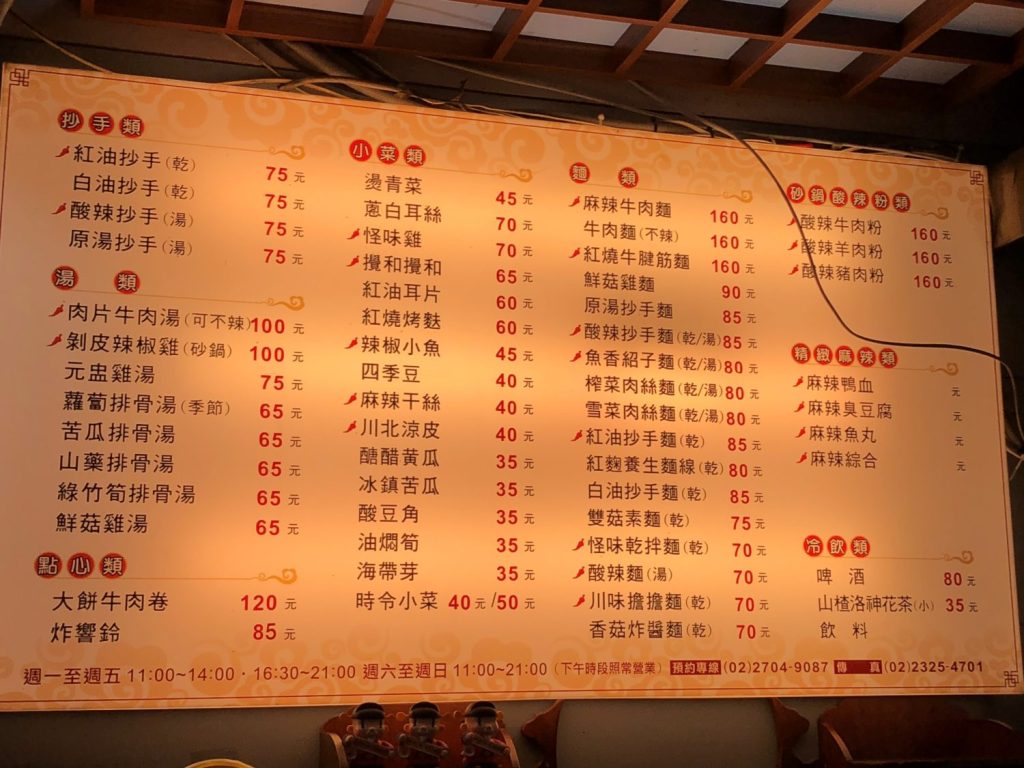 抄手類
紅油抄手(乾) 75元
白油抄手(乾) 75元
酸辣抄手(湯) 75元
原湯抄手(湯) 75元
湯 類
肉片牛肉湯(可不辣) 100元
剝皮辣椒雞(砂鍋) 100元
元盅雞湯 75元
蘿蔔排骨湯(季節) 65元
苦瓜排骨湯 65元
山藥排骨湯 65元
綠竹筍排骨湯 65元
鮮菇雞湯 65元
點心類
大餅牛肉卷 120元
炸響鈴 85元
小菜類
燙青菜 45元
蔥白耳絲 70元
怪味雞 70元
攪和攪和 65元
紅油耳片 60元
紅燒烤麩 60元
辣椒小魚 45元
四季豆 40元
麻辣干絲 40元
川北涼皮 40元
醣醋黃瓜 35元
冰鎮苦瓜 35元
酸豆角 35元
油燜筍 35元
海帶芽 35元
時令小菜 40元/50元
麵 類
麻辣牛肉麵 160元
牛肉麵(不辣) 160元
紅燒牛腱筋麵 160元
鮮菇雞麵 90元
原湯抄手麵 85元
酸辣抄手麵(乾/湯) 85元
魚香紹子麵(乾/湯) 80元
榨菜肉絲麵(乾/湯) 80元
雪菜肉絲麵(乾/湯) 80元
紅油抄手麵(乾) 85元
紅麴養生麵線(乾) 80元
白油抄手麵(乾) 85元
雙菇素麵(乾) 75元
怪味乾拌麵(乾) 70元
酸辣麵(湯) 70元
川味擔擔麵(乾) 70元
香菇炸醬麵(乾) 70元
砂鍋酸辣粉類
酸辣牛肉粉 160元
酸辣羊肉粉 160元
酸辣豬肉粉 160元
精緻麻辣類
麻辣鴨血 元
麻辣臭豆腐 元
麻辣魚丸 元
麻辣綜合 元
冷飲類
啤 酒 80元
山楂洛神花茶(小) 35元
飲 料
週一至週五 11:00~14:00．16:30~21:00 週六至週日 11:00~21:00 (下午時段照常營業) 預約專線 (02)2704-9087 傳 真 (02)2325-4701